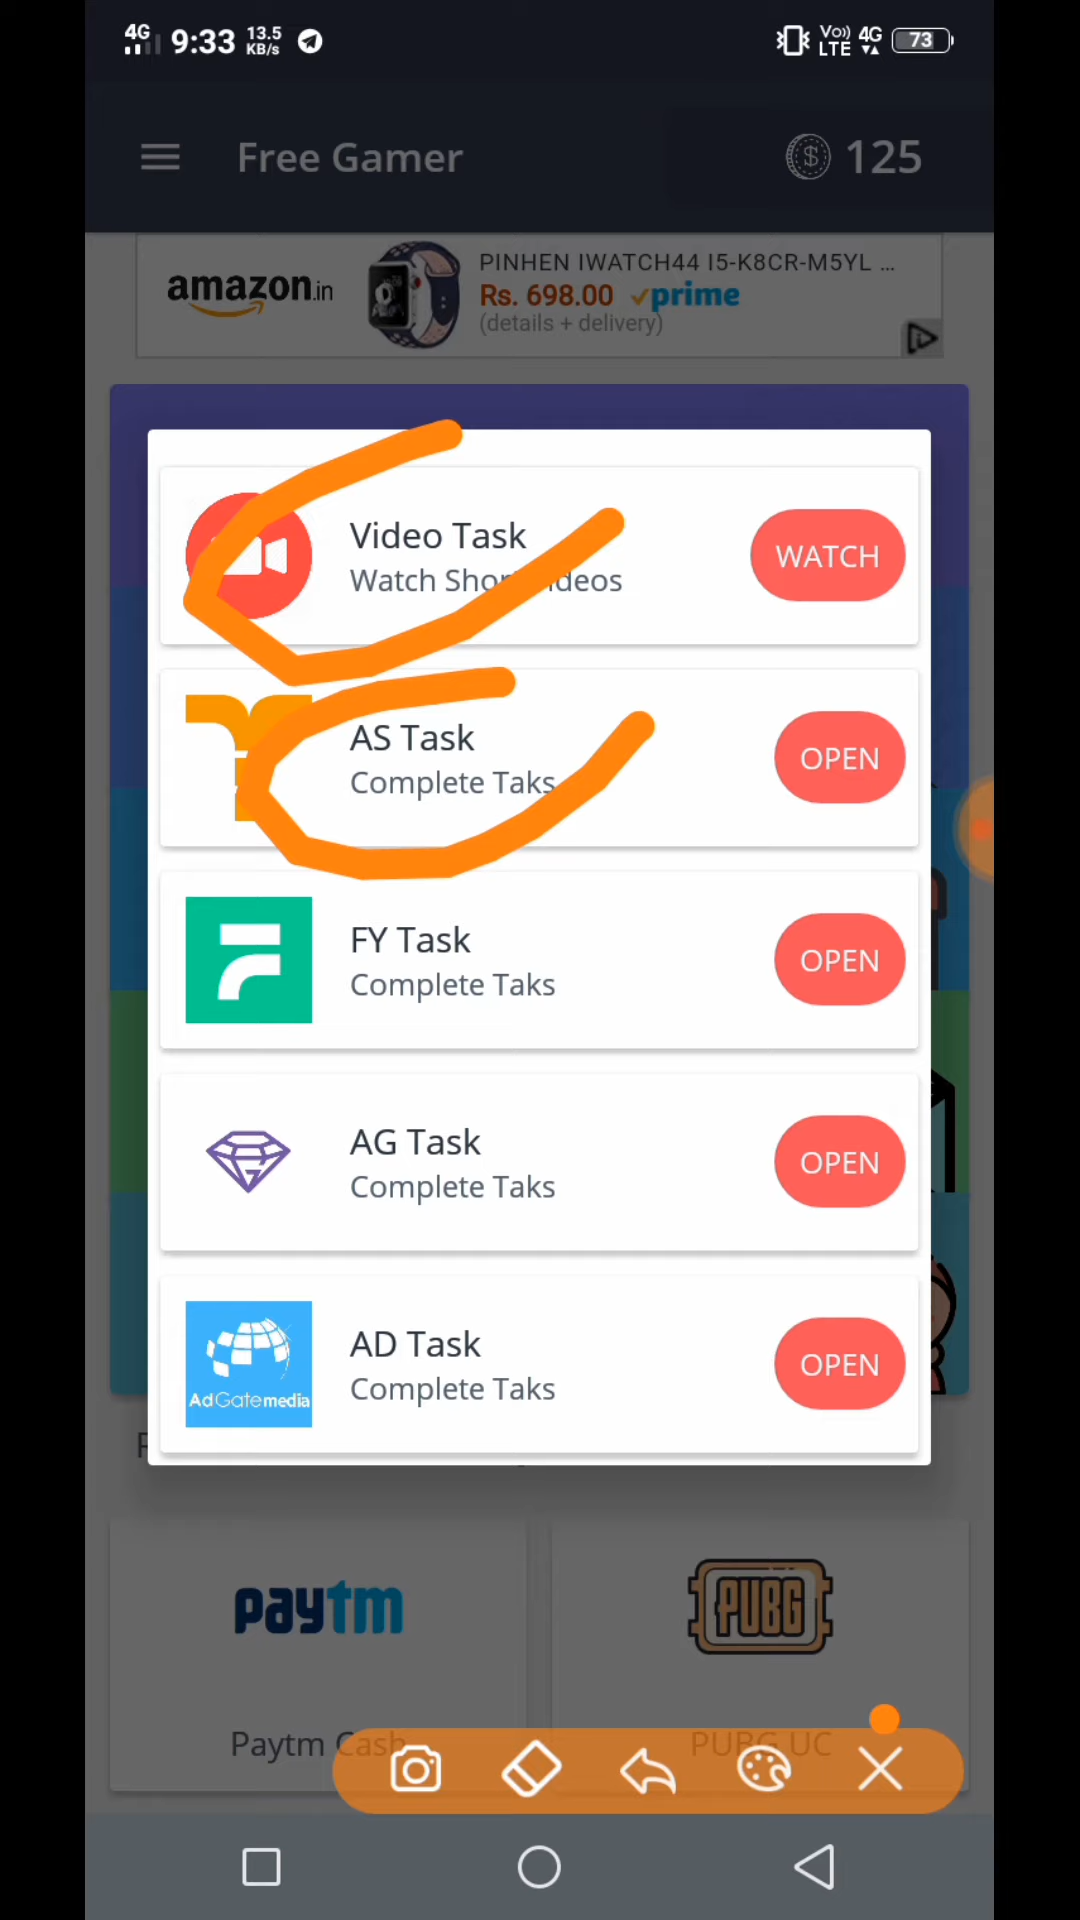 4G 9:33 13.5 KB/s Vo)) LTE 4G 73
Free Gamer 125
amazon.in
PINHEN IWATCH44 I5-K8CR-M5YL ...
Rs. 698.00 prime
(details + delivery)
Video Task
Watch Short Videos
WATCH
AS Task
Complete Taks
OPEN
FY Task
Complete Taks
OPEN
AG Task
Complete Taks
OPEN
AdGatemedia
AD Task
Complete Taks
OPEN
paytm
PUBG
Paytm Cash
PUBG UC